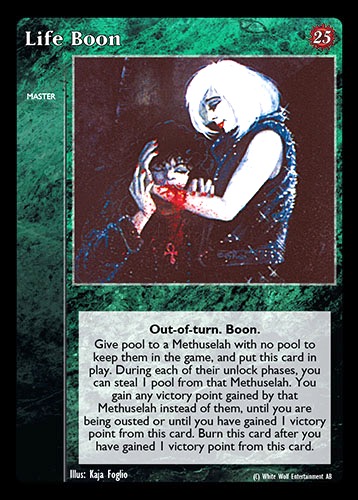 Life Boon
25
MASTER
Out-of-turn. Boon.
Give pool to a Methuselah with no pool to
keep them in the game, and put this card in
play. During each of their unlock phases, you
can steal 1 pool from that Methuselah. You
gain any victory point gained by that
Methuselah instead of them, until you are
being ousted or until you have gained 1 victory
point from this card. Burn this card after you
have gained 1 victory point from this card.
Illus: Kaja Foglio
(C) White Wolf Entertainment AB